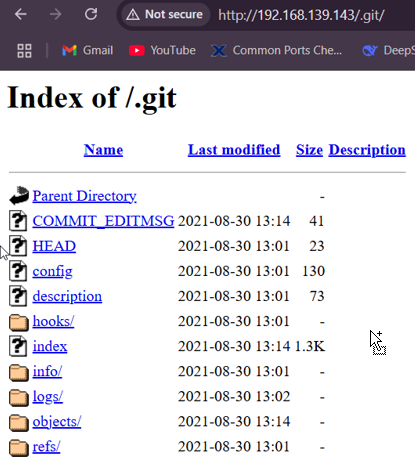 Not secure http://192.168.139.143/.git/
Gmail YouTube Common Ports Che... DeepS
Index of /.git
Name Last modified Size Description
Parent Directory -
COMMIT_EDITMSG 2021-08-30 13:14 41
HEAD 2021-08-30 13:01 23
config 2021-08-30 13:01 130
description 2021-08-30 13:01 73
hooks/ 2021-08-30 13:01 -
index 2021-08-30 13:14 1.3K
info/ 2021-08-30 13:01 -
logs/ 2021-08-30 13:02 -
objects/ 2021-08-30 13:14 -
refs/ 2021-08-30 13:01 -